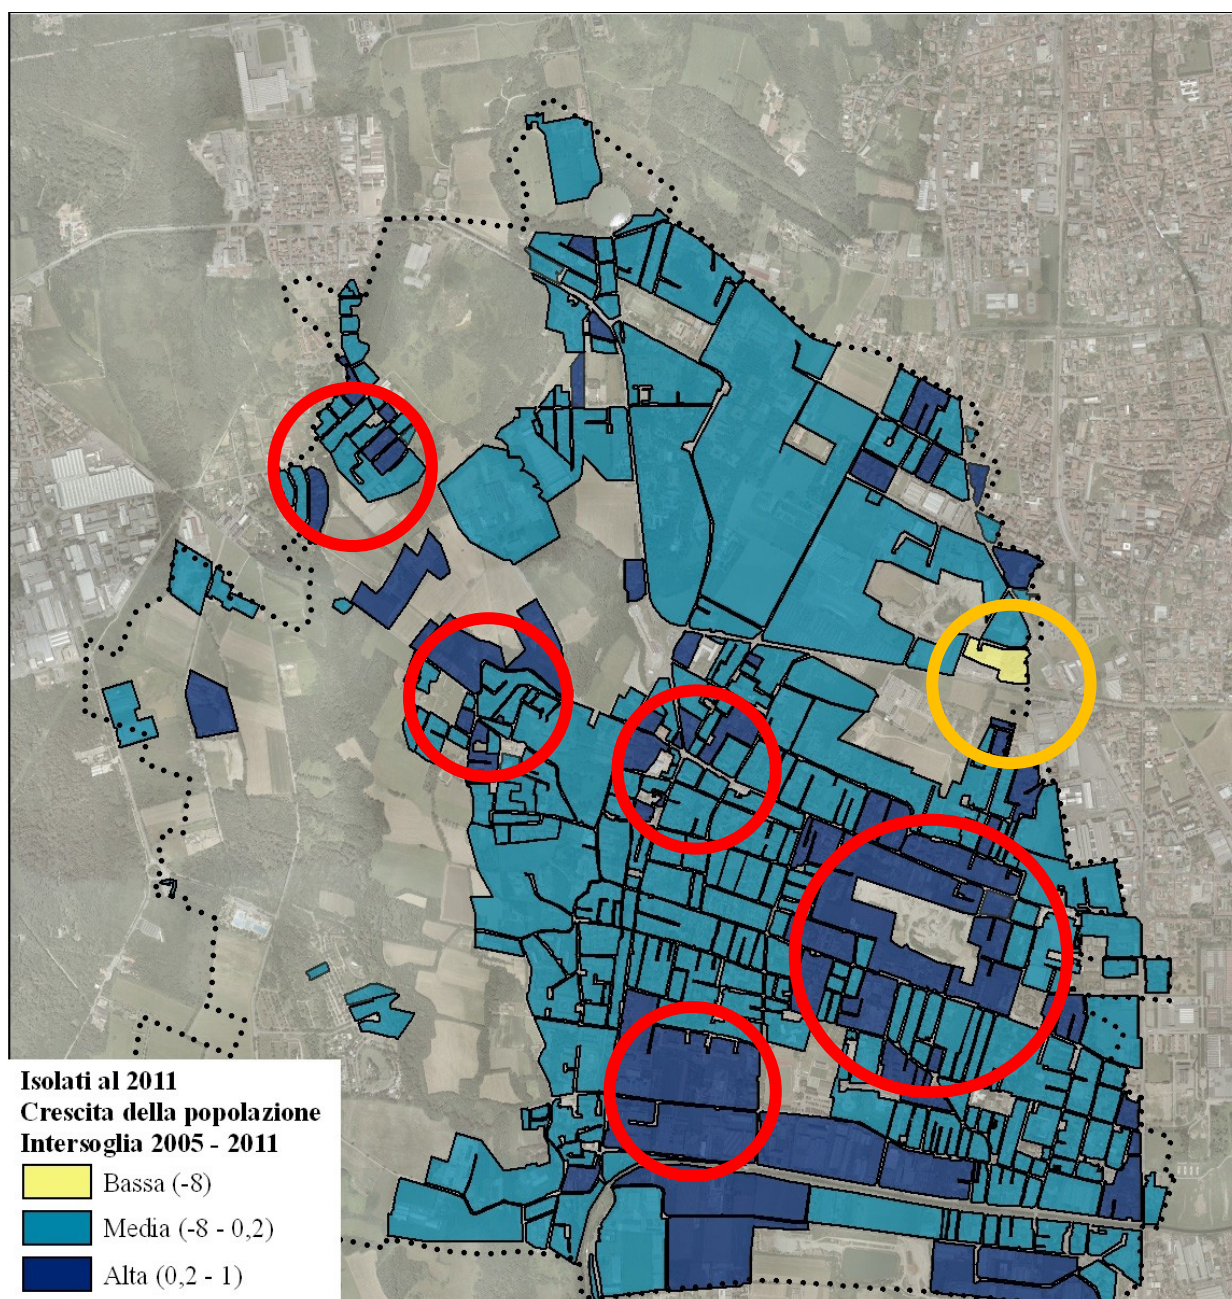 Isolati al 2011
Crescita della popolazione
Intersoglia 2005 - 2011
Bassa (-8)
Media (-8 - 0,2)
Alta (0,2 - 1)